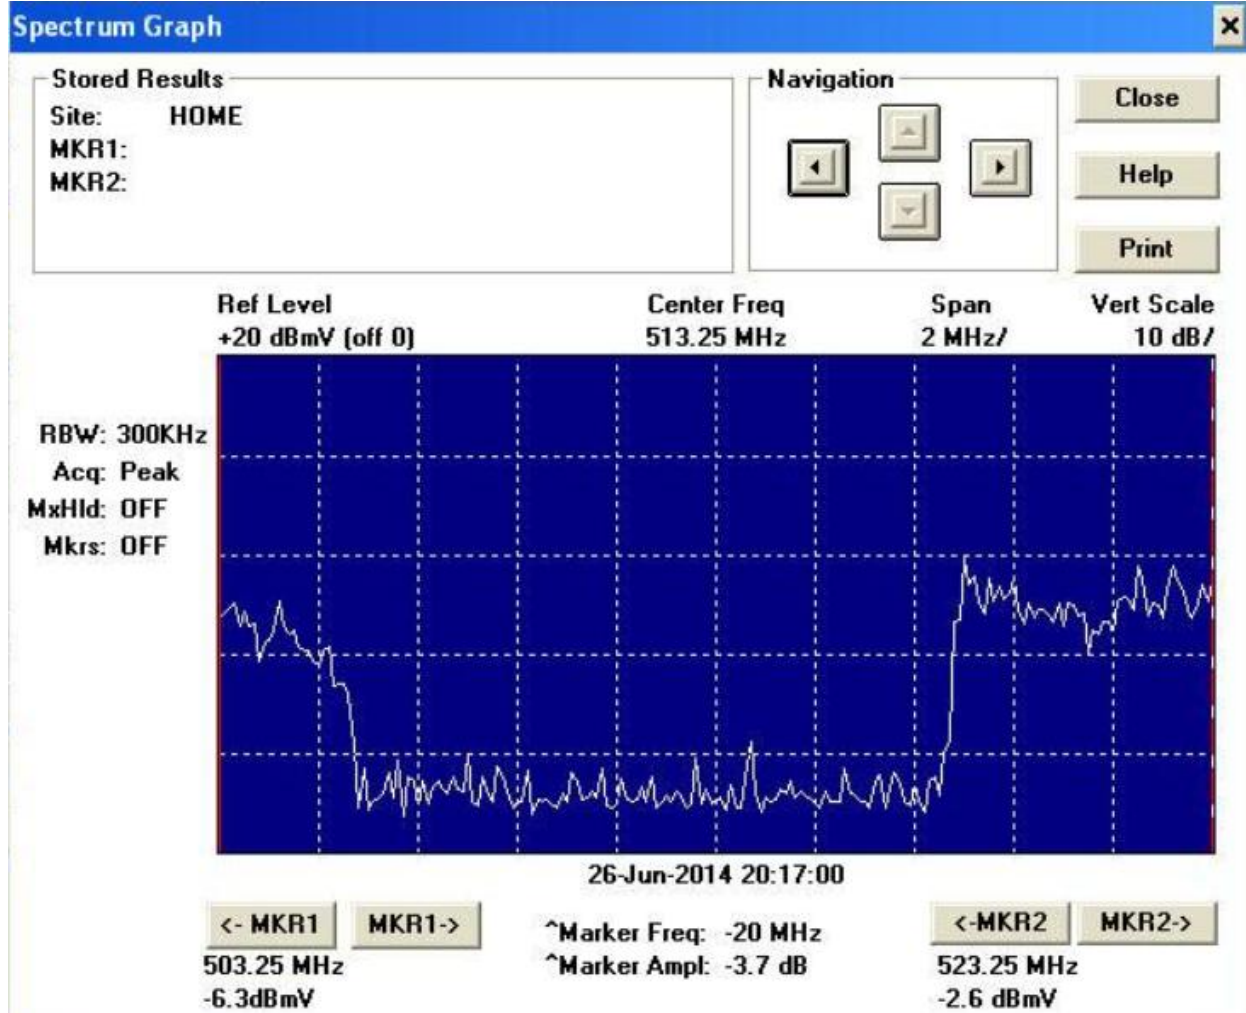 Spectrum Graph
Stored Results
Site: HOME
MKR1:
MKR2:
Navigation
Close
Help
Print
Ref Level Center Freq Span Vert Scale
+20 dBmV (off 0) 513.25 MHz 2 MHz/ 10 dB/
RBW: 300KHz
Acq: Peak
MxHld: OFF
Mkrs: OFF
26-Jun-2014 20:17:00
<- MKR1 MKR1-> ^Marker Freq: -20 MHz <-MKR2 MKR2->
503.25 MHz ^Marker Ampl: -3.7 dB 523.25 MHz
-6.3dBmV -2.6 dBmV